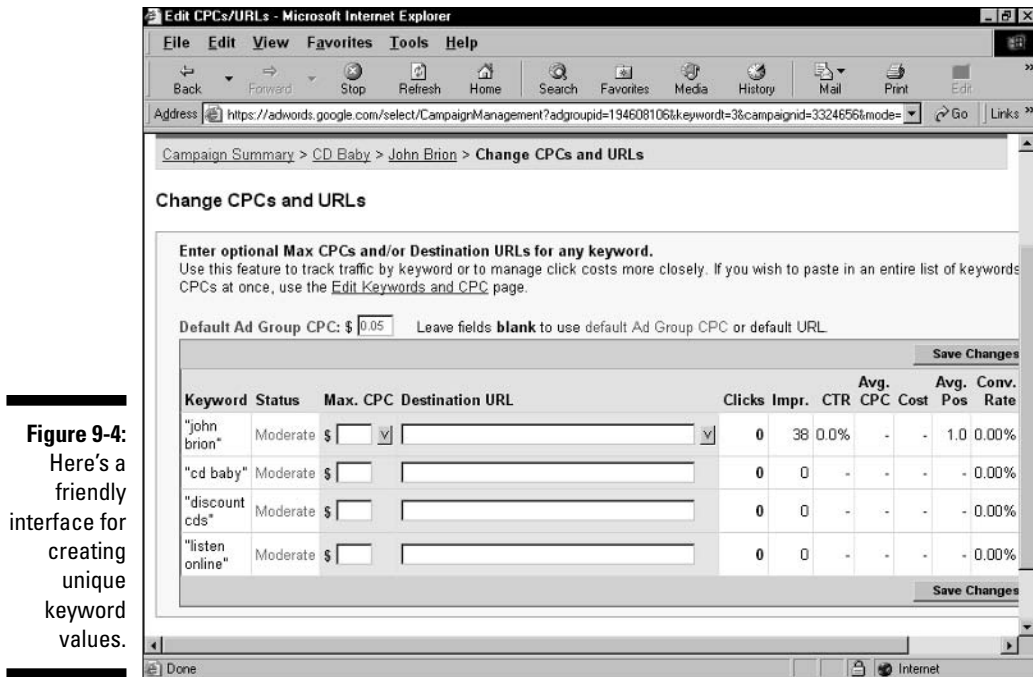 Edit CPCs/URLs - Microsoft Internet Explorer
File Edit View Favorites Tools Help
Back Forward Stop Refresh Home Search Favorites Media History Mail Print Edit
Address https://adwords.google.com/select/CampaignManagement?adgroupid=194608106&keywordt=3&campaignid=3324656&mode= Go Links »
Campaign Summary > CD Baby > John Brion > Change CPCs and URLs
Change CPCs and URLs
Enter optional Max CPCs and/or Destination URLs for any keyword.
Use this feature to track traffic by keyword or to manage click costs more closely. If you wish to paste in an entire list of keywords
CPCs at once, use the Edit Keywords and CPC page.
Default Ad Group CPC: $ 0.05 Leave fields blank to use default Ad Group CPC or default URL.
Save Changes
Keyword Status Max. CPC Destination URL Clicks Impr. CTR Avg. CPC Cost Avg. Pos Conv. Rate
"john brion" Moderate $ 0 38 0.0% - - 1.0 0.00%
"cd baby" Moderate $ 0 0 - - - - 0.00%
"discount cds" Moderate $ 0 0 - - - - 0.00%
"listen online" Moderate $ 0 0 - - - - 0.00%
Save Changes
Done Internet
Figure 9-4:
Here's a
friendly
interface for
creating
unique
keyword
values.